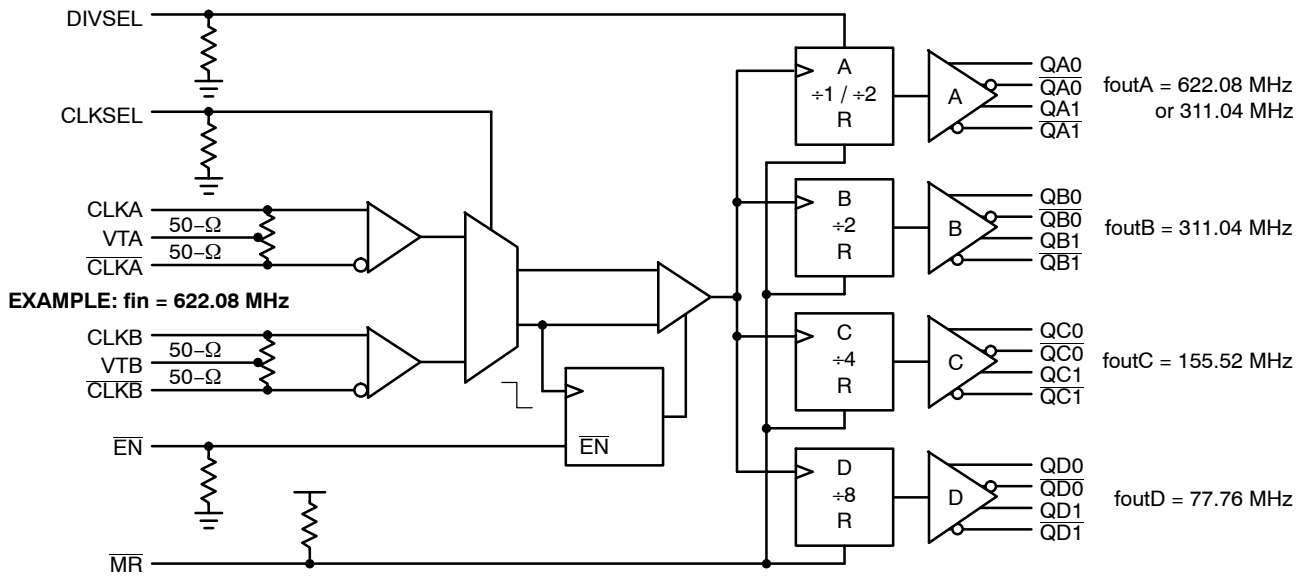 DIVSEL
CLKSEL
CLKA
50–Ω
VTA
50–Ω
CLKA
EXAMPLE: fin = 622.08 MHz
CLKB
50–Ω
VTB
50–Ω
CLKB
EN
MR
EN
A
÷1 / ÷2
R
A
QA0
QA0
QA1
QA1
foutA = 622.08 MHz
or 311.04 MHz
B
÷2
R
B
QB0
QB0
QB1
QB1
foutB = 311.04 MHz
C
÷4
R
C
QC0
QC0
QC1
QC1
foutC = 155.52 MHz
D
÷8
R
D
QD0
QD0
QD1
QD1
foutD = 77.76 MHz